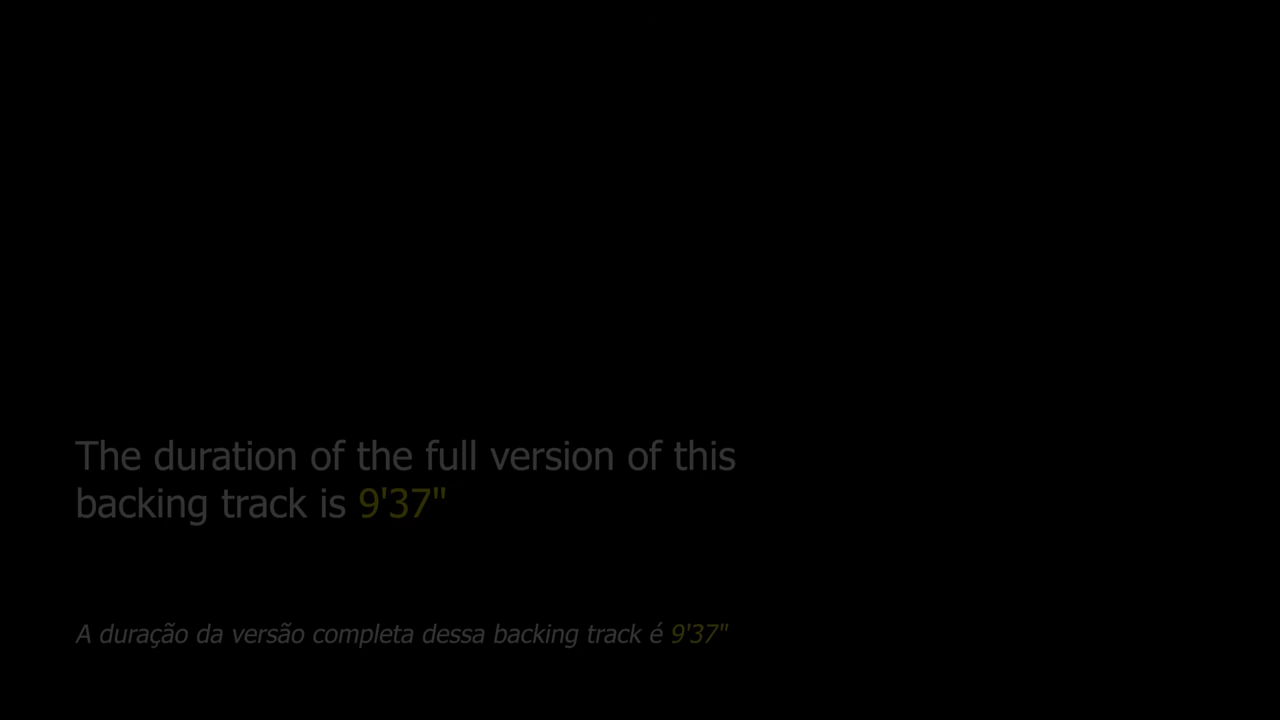 The duration of the full version of this
backing track is 9'37"
A duração da versão completa dessa backing track é 9'37"